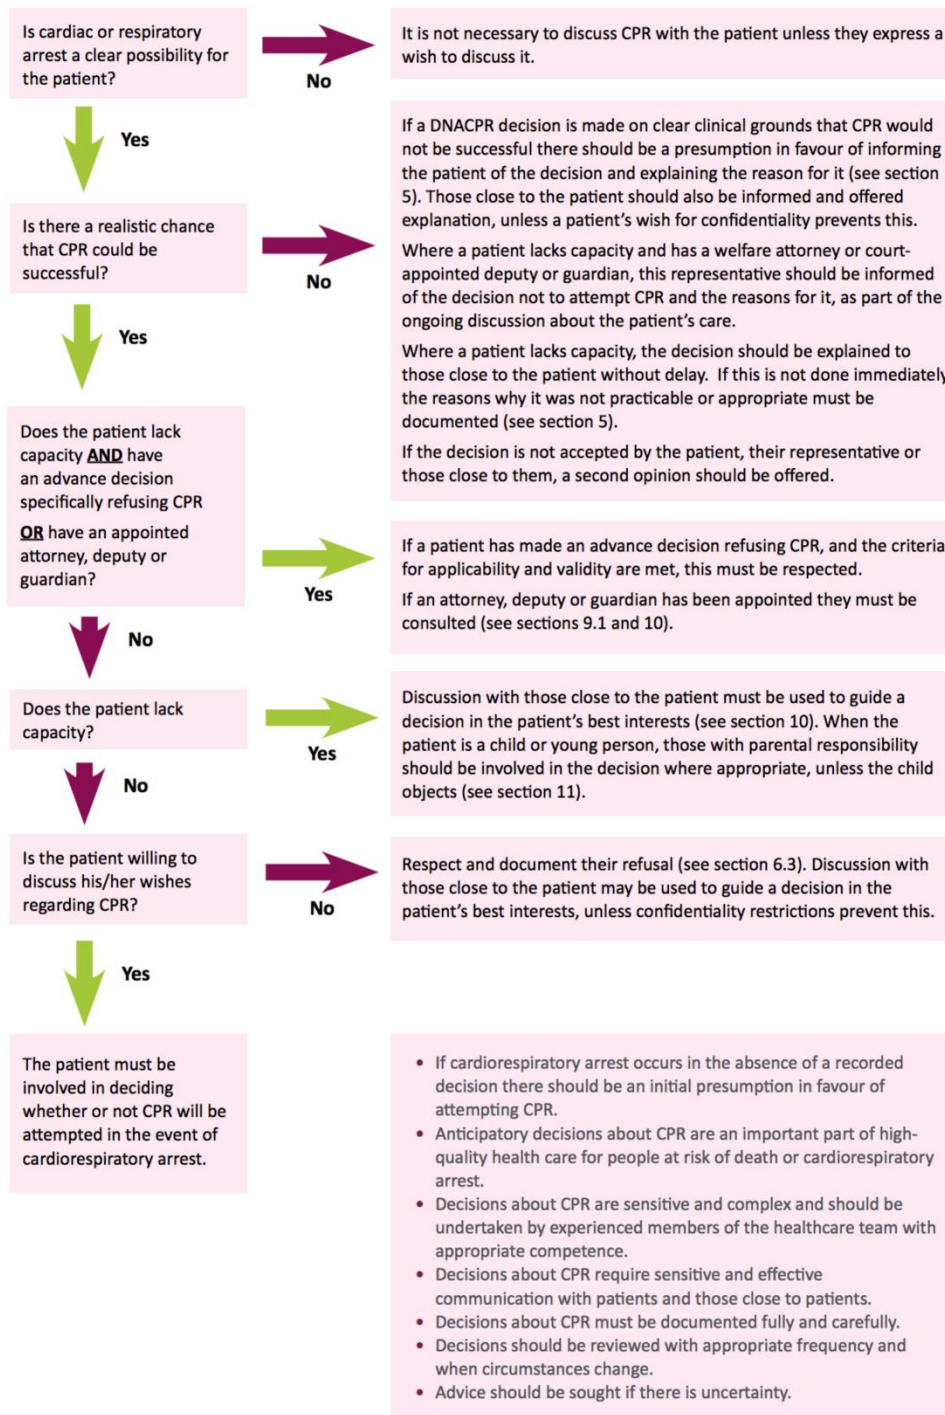 Is cardiac or respiratory
arrest a clear possibility for
the patient?
No
It is not necessary to discuss CPR with the patient unless they express a
wish to discuss it.
Yes
Is there a realistic chance
that CPR could be
successful?
No
If a DNACPR decision is made on clear clinical grounds that CPR would
not be successful there should be a presumption in favour of informing
the patient of the decision and explaining the reason for it (see section
5). Those close to the patient should also be informed and offered
explanation, unless a patient's wish for confidentiality prevents this.
Where a patient lacks capacity and has a welfare attorney or court-
appointed deputy or guardian, this representative should be informed
of the decision not to attempt CPR and the reasons for it, as part of the
ongoing discussion about the patient's care.
Where a patient lacks capacity, the decision should be explained to
those close to the patient without delay. If this is not done immediately
the reasons why it was not practicable or appropriate must be
documented (see section 5).
If the decision is not accepted by the patient, their representative or
those close to them, a second opinion should be offered.
Yes
Does the patient lack
capacity AND have
an advance decision
specifically refusing CPR
OR have an appointed
attorney, deputy or
guardian?
Yes
If a patient has made an advance decision refusing CPR, and the criteria
for applicability and validity are met, this must be respected.
If an attorney, deputy or guardian has been appointed they must be
consulted (see sections 9.1 and 10).
No
Does the patient lack
capacity?
Yes
Discussion with those close to the patient must be used to guide a
decision in the patient's best interests (see section 10). When the
patient is a child or young person, those with parental responsibility
should be involved in the decision where appropriate, unless the child
objects (see section 11).
No
Is the patient willing to
discuss his/her wishes
regarding CPR?
No
Respect and document their refusal (see section 6.3). Discussion with
those close to the patient may be used to guide a decision in the
patient's best interests, unless confidentiality restrictions prevent this.
Yes
The patient must be
involved in deciding
whether or not CPR will be
attempted in the event of
cardiorespiratory arrest.
• If cardiorespiratory arrest occurs in the absence of a recorded
decision there should be an initial presumption in favour of
attempting CPR.
• Anticipatory decisions about CPR are an important part of high-
quality health care for people at risk of death or cardiorespiratory
arrest.
• Decisions about CPR are sensitive and complex and should be
undertaken by experienced members of the healthcare team with
appropriate competence.
• Decisions about CPR require sensitive and effective
communication with patients and those close to patients.
• Decisions about CPR must be documented fully and carefully.
• Decisions should be reviewed with appropriate frequency and
when circumstances change.
• Advice should be sought if there is uncertainty.